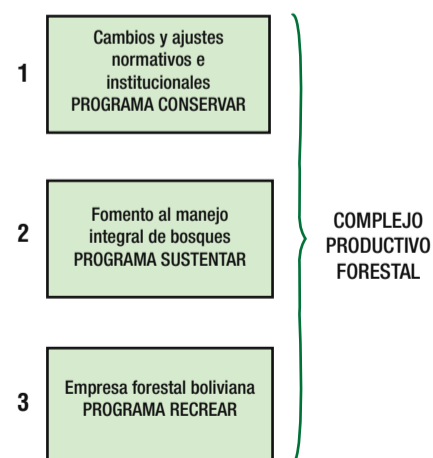 1
Cambios y ajustes
normativos e
institucionales
PROGRAMA CONSERVAR
2
Fomento al manejo
integral de bosques
PROGRAMA SUSTENTAR
3
Empresa forestal boliviana
PROGRAMA RECREAR
COMPLEJO
PRODUCTIVO
FORESTAL